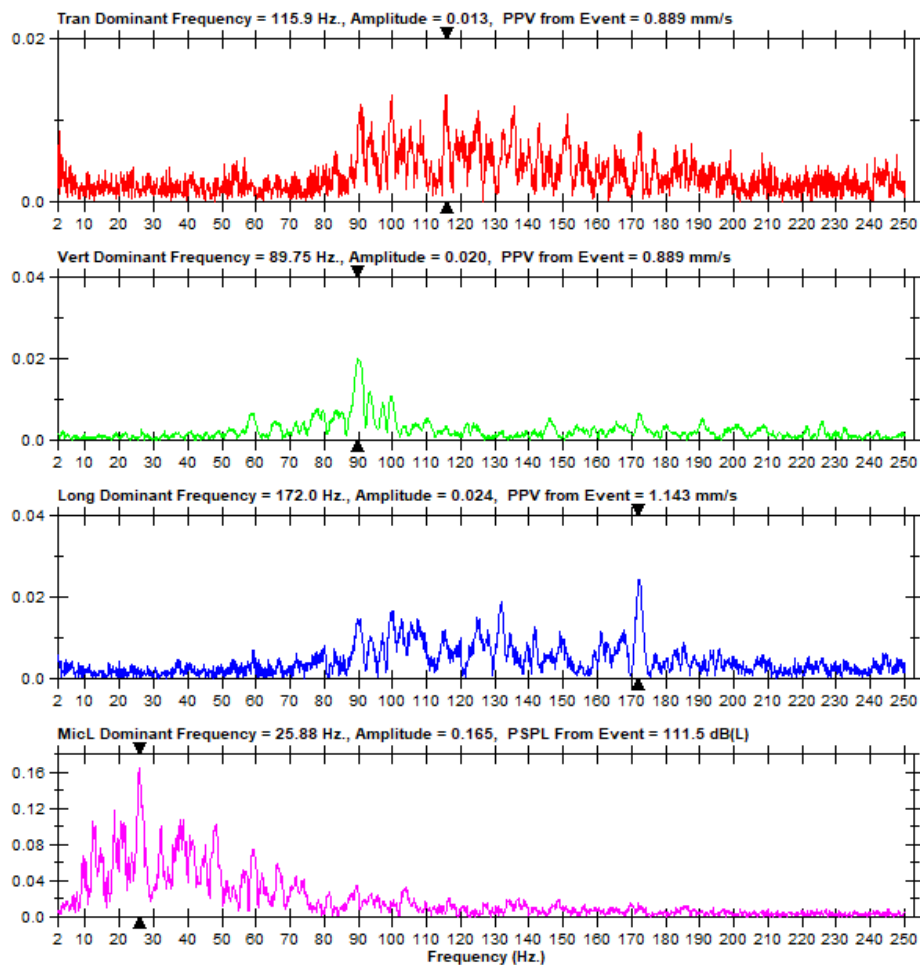 Tran Dominant Frequency = 115.9 Hz., Amplitude = 0.013, PPV from Event = 0.889 mm/s
0.02
0.0
2 10 20 30 40 50 60 70 80 90 100 110 120 130 140 150 160 170 180 190 200 210 220 230 240 250
Vert Dominant Frequency = 89.75 Hz., Amplitude = 0.020, PPV from Event = 0.889 mm/s
0.04
0.02
0.0
2 10 20 30 40 50 60 70 80 90 100 110 120 130 140 150 160 170 180 190 200 210 220 230 240 250
Long Dominant Frequency = 172.0 Hz., Amplitude = 0.024, PPV from Event = 1.143 mm/s
0.04
0.02
0.0
2 10 20 30 40 50 60 70 80 90 100 110 120 130 140 150 160 170 180 190 200 210 220 230 240 250
MicL Dominant Frequency = 25.88 Hz., Amplitude = 0.165, PSPL From Event = 111.5 dB(L)
0.16
0.12
0.08
0.04
0.0
2 10 20 30 40 50 60 70 80 90 100 110 120 130 140 150 160 170 180 190 200 210 220 230 240 250
Frequency (Hz.)